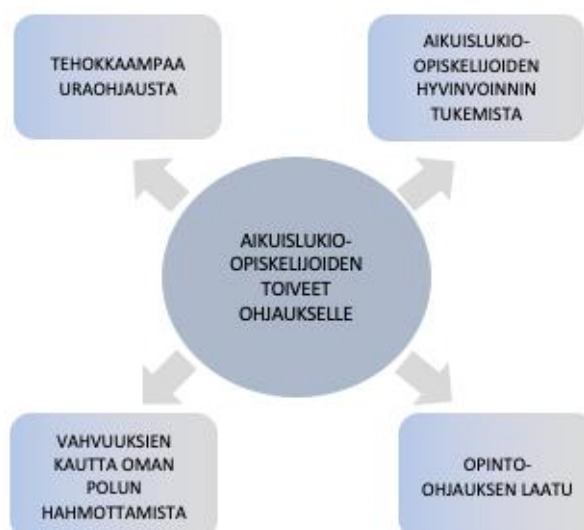 TEHOKKAAMPAA
URAOHJAUSTA
AIKUISLUKIO-
OPISKELIJOIDEN
HYVINVOINNIN
TUKEMISTA
AIKUISLUKIO-
OPISKELIJOIDEN
TOIVEET
OHJAUKSELLE
VAHVUUKSIEN
KAUTTA OMAN
POLUN
HAHMOTTAMISTA
OPINTO-
OHJAUKSEN LAATU